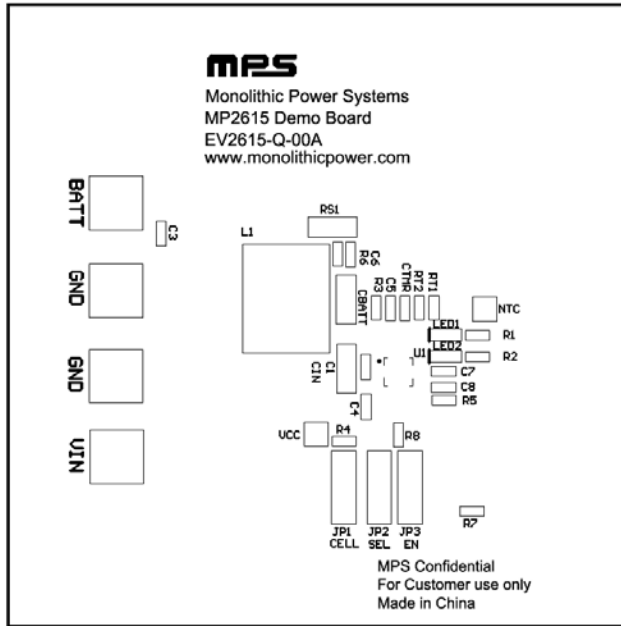 MPS
Monolithic Power Systems
MP2615 Demo Board
EV2615-Q-00A
www.monolithicpower.com
BATT
C3
GND
GND
VIN
RS1
L1
R6
C6
CBATT
R3
C5
CTMR
RT2
RT1
NTC
LED1
R1
LED2
U1
R2
C1
CIN
C7
C8
R5
C4
VCC
R4
R8
JP1
CELL
JP2
SEL
JP3
EN
R7
MPS Confidential
For Customer use only
Made in China